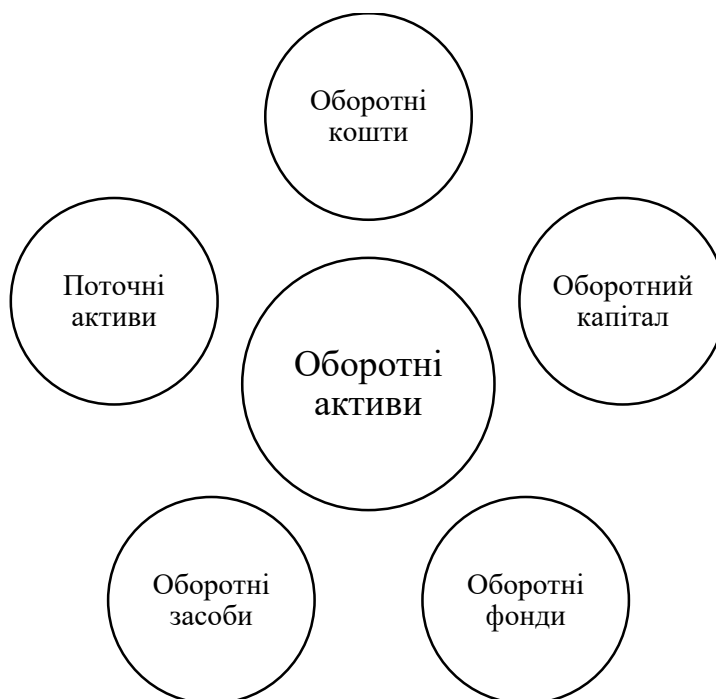 Оборотні
кошти
Поточні
активи
Оборотний
капітал
Оборотні
активи
Оборотні
засоби
Оборотні
фонди